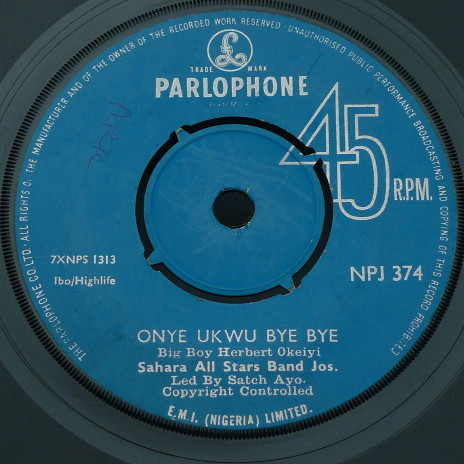 THE PARLOPHONE CO. LTD. · ALL RIGHTS O. THE MANUFACTURER AND OF THE OWNER OF THE RECORDED WORK RESERVED · UNAUTHORISED PUBLIC PERFORMANCE BROADCASTING AND COPYING OF THIS RECORD PROHIBITED
£
TRADE MARK
PARLOPHONE
45 R.P.M.
7XNPS 1313
Ibo/Highlife
NPJ 374
ONYE UKWU BYE BYE
Big Boy Herbert Okeiyi
Sahara All Stars Band Jos.
Led By Satch Ayo.
Copyright Controlled
E.M.I. (NIGERIA) LIMITED.